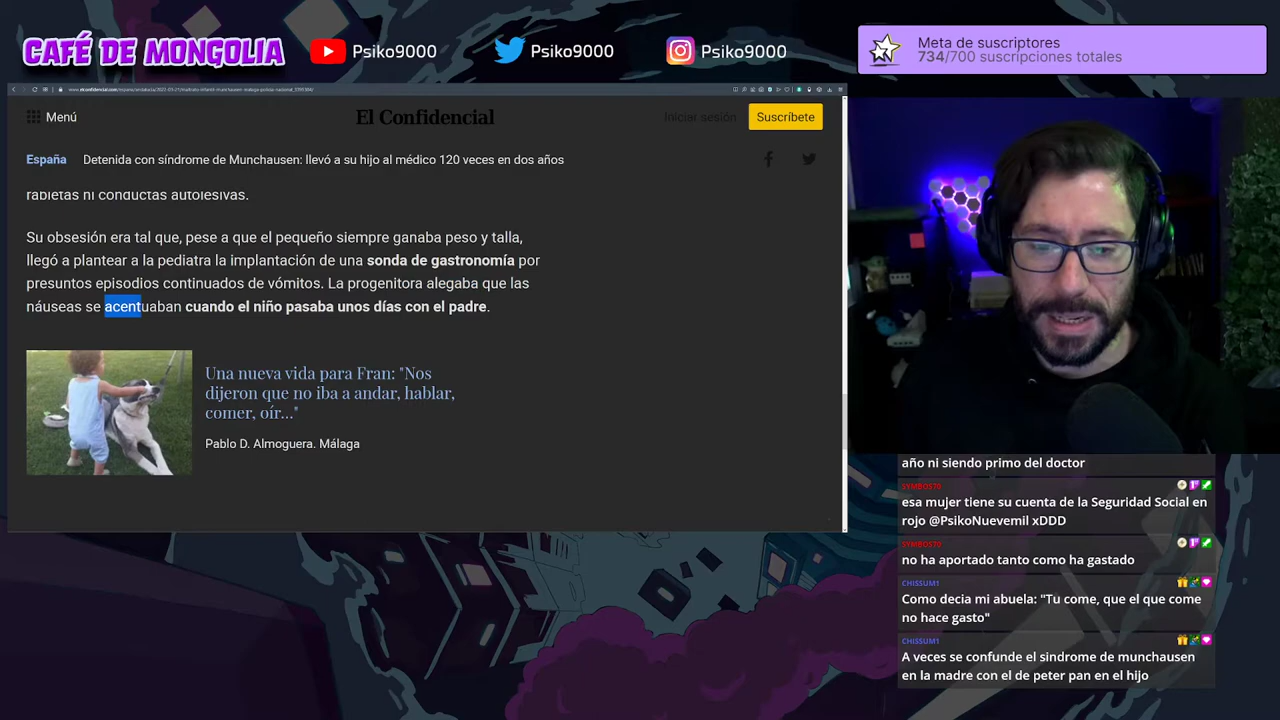 CAFÉ DE MONGOLIA
Psiko9000
Psiko9000
Psiko9000
Meta de suscriptores
734/700 suscripciones totales
Menú
El Confidencial
Iniciar sesión
Suscríbete
España
Detenida con síndrome de Munchausen: llevó a su hijo al médico 120 veces en dos años
rabietas ni conductas autolesivas.
Su obsesión era tal que, pese a que el pequeño siempre ganaba peso y talla,
llegó a plantear a la pediatra la implantación de una sonda de gastronomía por
presuntos episodios continuados de vómitos. La progenitora alegaba que las
náuseas se acentuaban cuando el niño pasaba unos días con el padre.
Una nueva vida para Fran: "Nos
dijeron que no iba a andar, hablar,
comer, oír..."
Pablo D. Almoguera. Málaga
año ni siendo primo del doctor
SYMBOS70
esa mujer tiene su cuenta de la Seguridad Social en
rojo @PsikoNuevemil xDDD
SYMBOS70
no ha aportado tanto como ha gastado
CHISSUM1
Como decia mi abuela: "Tu come, que el que come
no hace gasto"
CHISSUM1
A veces se confunde el sindrome de munchausen
en la madre con el de peter pan en el hijo